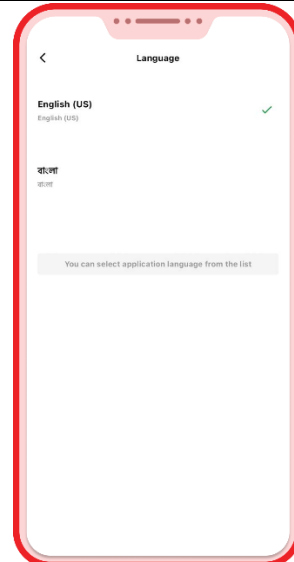 Language
English (US)
English (US)
বাংলা
বাংলা
You can select application language from the list